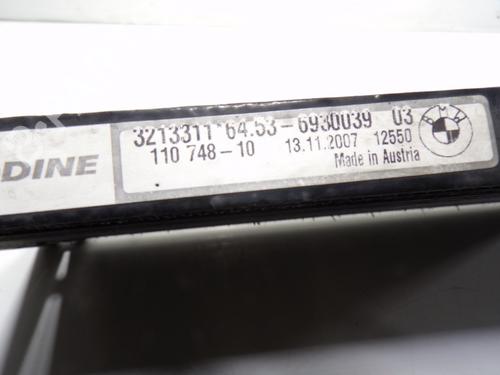 DINE
3213311 64.53-6930039 03
110 748-10 13.11.2007 12550
Made in Austria